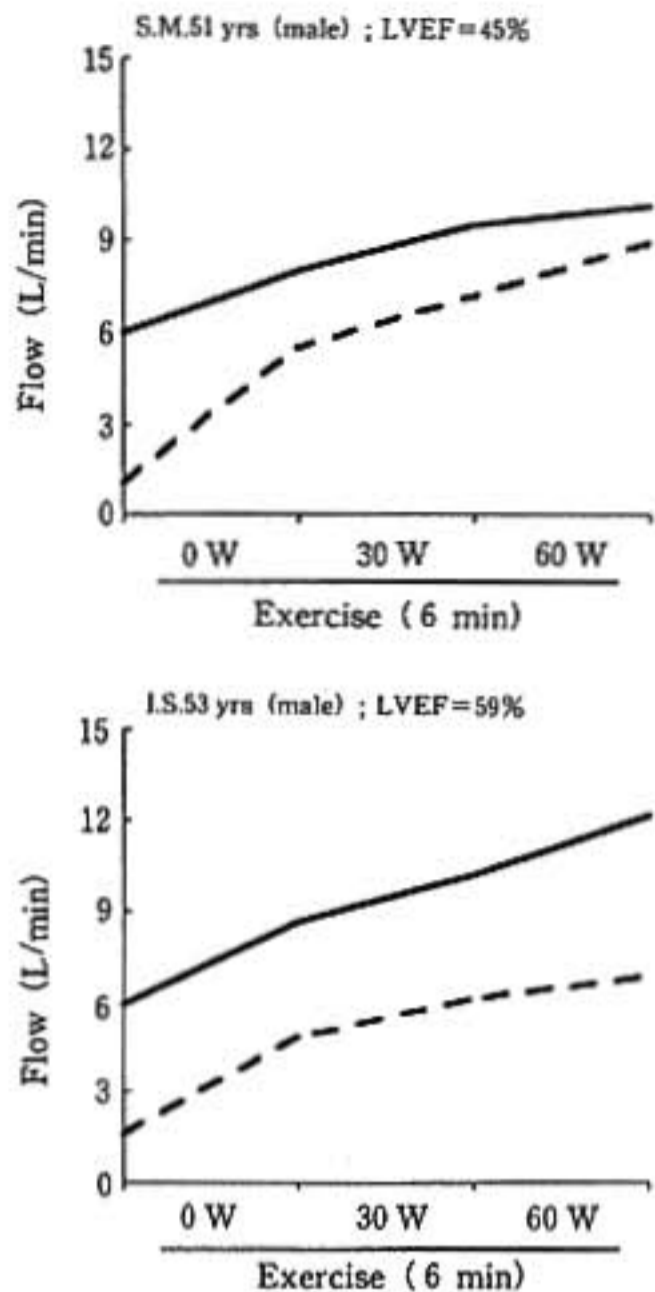 S.M.51 yrs (male) ; LVEF=45%
15
12
9
6
3
0
Flow (L/min)
0 W 30 W 60 W
Exercise (6 min)
I.S.53 yrs (male) ; LVEF=59%
15
12
9
6
3
0
Flow (L/min)
0 W 30 W 60 W
Exercise (6 min)